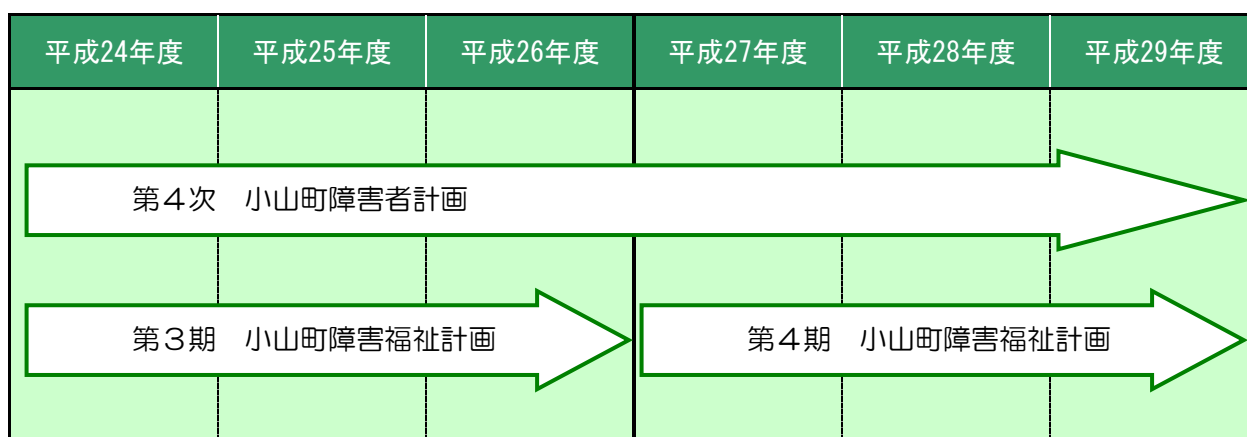 平成24年度 平成25年度 平成26年度 平成27年度 平成28年度 平成29年度
第４次　小山町障害者計画
第３期　小山町障害福祉計画 第４期　小山町障害福祉計画